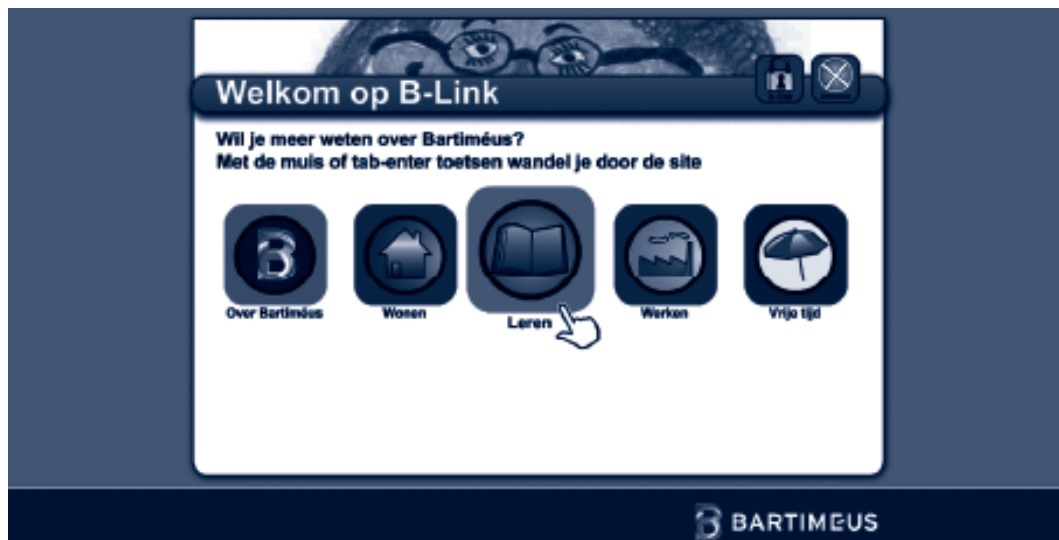 Welkom op B-Link
Wil je meer weten over Bartiméus?
Met de muis of tab-enter toetsen wandel je door de site
Over Bartiméus
Wonen
Leren
Werken
Vrije tijd
BARTIMEUS